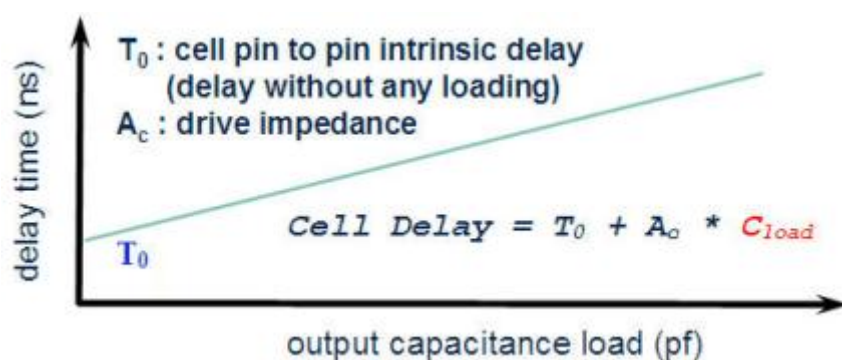 T0 : cell pin to pin intrinsic delay
(delay without any loading)
Ac : drive impedance
delay time (ns)
T0
Cell Delay = T0 + Ac * Cload
output capacitance load (pf)